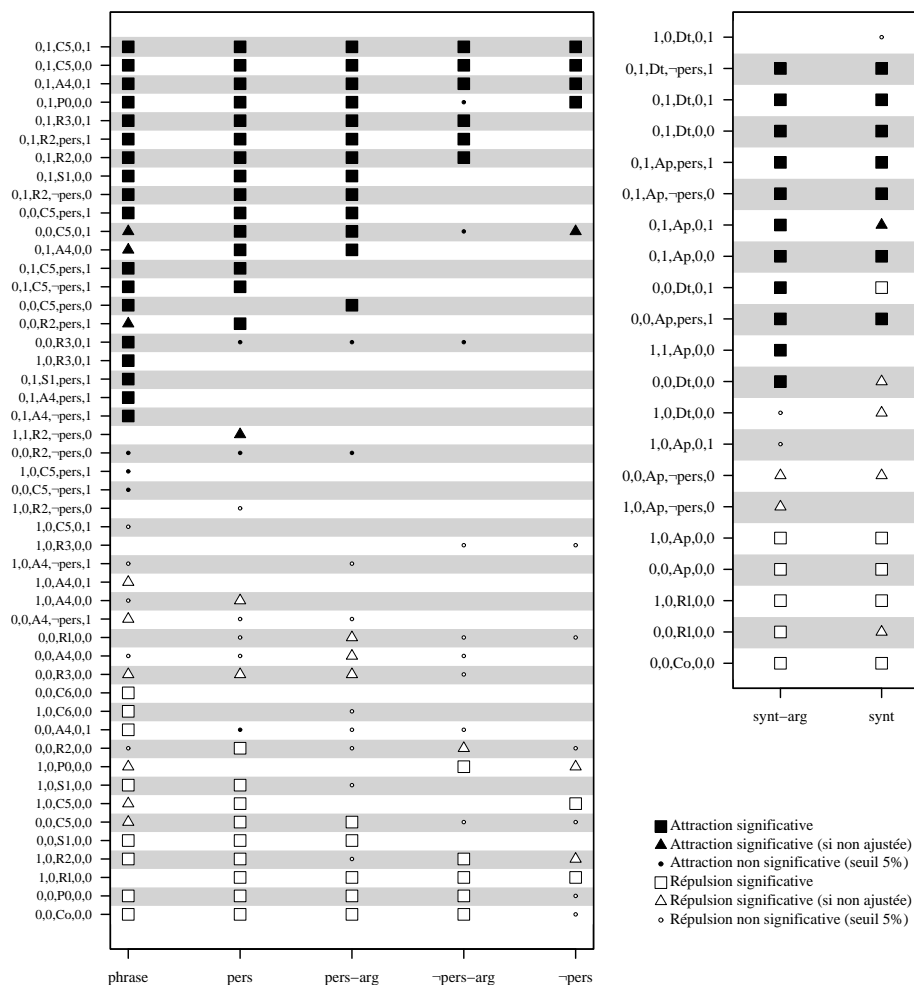 0,1,C5,0,1
0,1,C5,0,0
0,1,A4,0,1
0,1,P0,0,0
0,1,R3,0,1
0,1,R2,pers,1
0,1,R2,0,0
0,1,S1,0,0
0,1,R2,¬pers,0
0,0,C5,pers,1
0,0,C5,0,1
0,1,A4,0,0
0,1,C5,pers,1
0,1,C5,¬pers,1
0,0,C5,pers,0
0,0,R2,pers,1
0,0,R3,0,1
1,0,R3,0,1
0,1,S1,pers,1
0,1,A4,pers,1
0,1,A4,¬pers,1
1,1,R2,¬pers,0
0,0,R2,¬pers,0
1,0,C5,pers,1
0,0,C5,¬pers,1
1,0,R2,¬pers,0
1,0,C5,0,1
1,0,R3,0,0
1,0,A4,¬pers,1
1,0,A4,0,1
1,0,A4,0,0
0,0,A4,¬pers,1
0,0,Rl,0,0
0,0,A4,0,0
0,0,R3,0,0
0,0,C6,0,0
1,0,C6,0,0
0,0,A4,0,1
0,0,R2,0,0
1,0,P0,0,0
1,0,S1,0,0
1,0,C5,0,0
0,0,C5,0,0
0,0,S1,0,0
1,0,R2,0,0
1,0,Rl,0,0
0,0,P0,0,0
0,0,Co,0,0
phrase pers pers−arg ¬pers−arg ¬pers
1,0,Dt,0,1
0,1,Dt,¬pers,1
0,1,Dt,0,1
0,1,Dt,0,0
0,1,Ap,pers,1
0,1,Ap,¬pers,0
0,1,Ap,0,1
0,1,Ap,0,0
0,0,Dt,0,1
0,0,Ap,pers,1
1,1,Ap,0,0
0,0,Dt,0,0
1,0,Dt,0,0
1,0,Ap,0,1
0,0,Ap,¬pers,0
1,0,Ap,¬pers,0
1,0,Ap,0,0
0,0,Ap,0,0
1,0,Rl,0,0
0,0,Rl,0,0
0,0,Co,0,0
synt−arg synt
Attraction significative
Attraction significative (si non ajustée)
Attraction non significative (seuil 5%)
Répulsion significative
Répulsion significative (si non ajustée)
Répulsion non significative (seuil 5%)